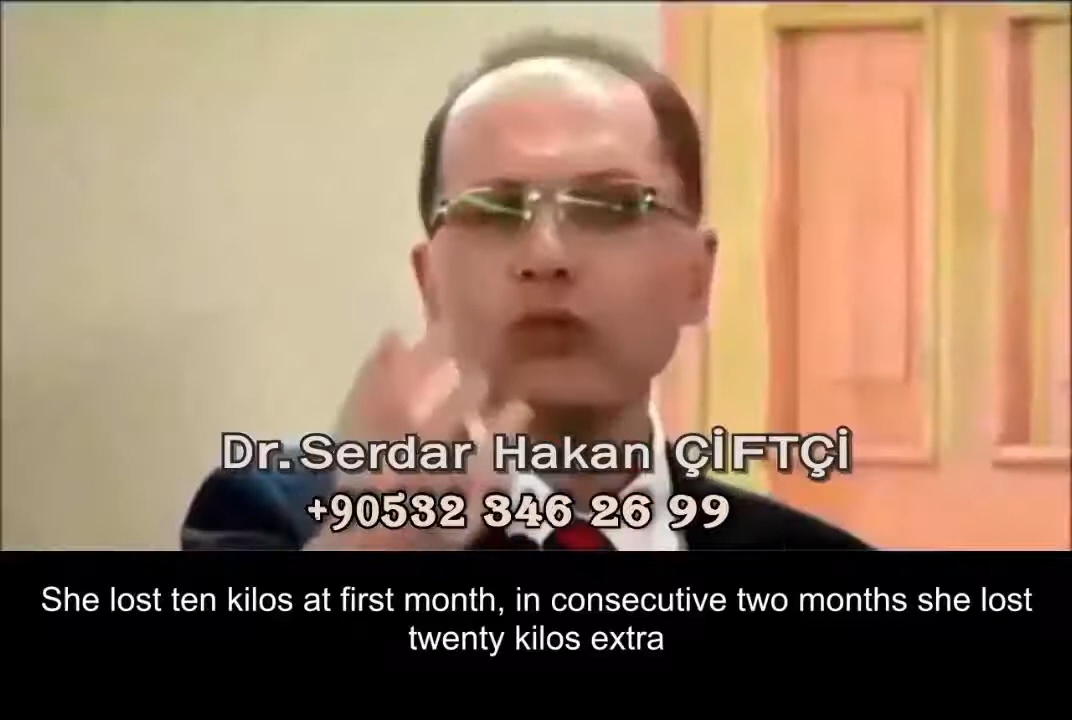 Dr. Serdar Hakan ÇİFTÇİ
+90532 346 26 99
She lost ten kilos at first month, in consecutive two months she lost
twenty kilos extra